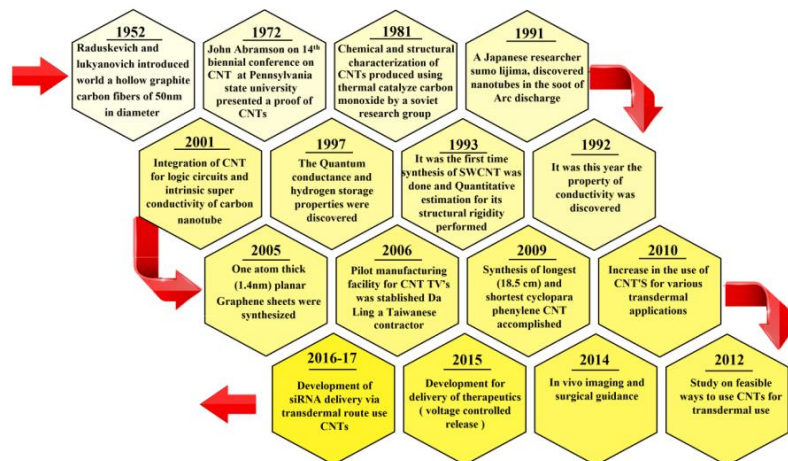 1952
Raduskevich and
lukyanovich introduced
world a hollow graphite
carbon fibers of 50nm
in diameter
1972
John Abramson on 14th
biennial conference on
CNT at Pennsylvania
state university
presented a proof of
CNTs
1981
Chemical and structural
characterization of
CNTs produced using
thermal catalyze carbon
monoxide by a soviet
research group
1991
A Japanese researcher
sumo lijima, discovered
nanotubes in the soot of
Arc discharge
1992
It was this year the
property of
conductivity was
discovered
1993
It was the first time
synthesis of SWCNT was
done and Quantitative
estimation for its
structural rigidity
performed
1997
The Quantum
conductance and
hydrogen storage
properties were
discovered
2001
Integration of CNT
for logic circuits and
intrinsic super
conductivity of carbon
nanotube
2005
One atom thick
(1.4nm) planar
Graphene sheets were
synthesized
2006
Pilot manufacturing
facility for CNT TV's
was stablished Da
Ling a Taiwanese
contractor
2009
Synthesis of longest
(18.5 cm) and
shortest cyclopara
phenylene CNT
accomplished
2010
Increase in the use of
CNT'S for various
transdermal
applications
2012
Study on feasible
ways to use CNTs for
transdermal use
2014
In vivo imaging and
surgical guidance
2015
Development for
delivery of therapeutics
( voltage controlled
release )
2016-17
Development of
siRNA delivery via
transdermal route use
CNTs